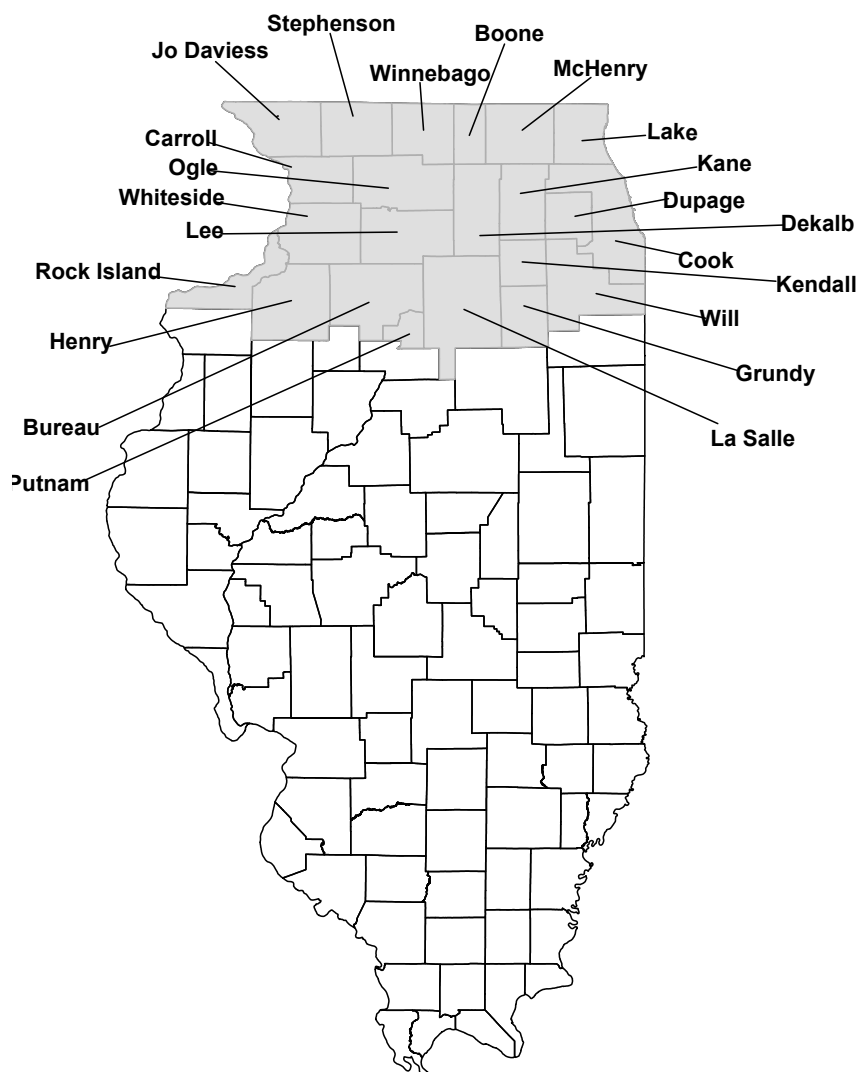 Stephenson
Boone
Jo Daviess
Winnebago
McHenry
Carroll
Lake
Ogle
Kane
Whiteside
Dupage
Lee
Dekalb
Cook
Rock Island
Kendall
Will
Henry
Grundy
Bureau
La Salle
Putnam